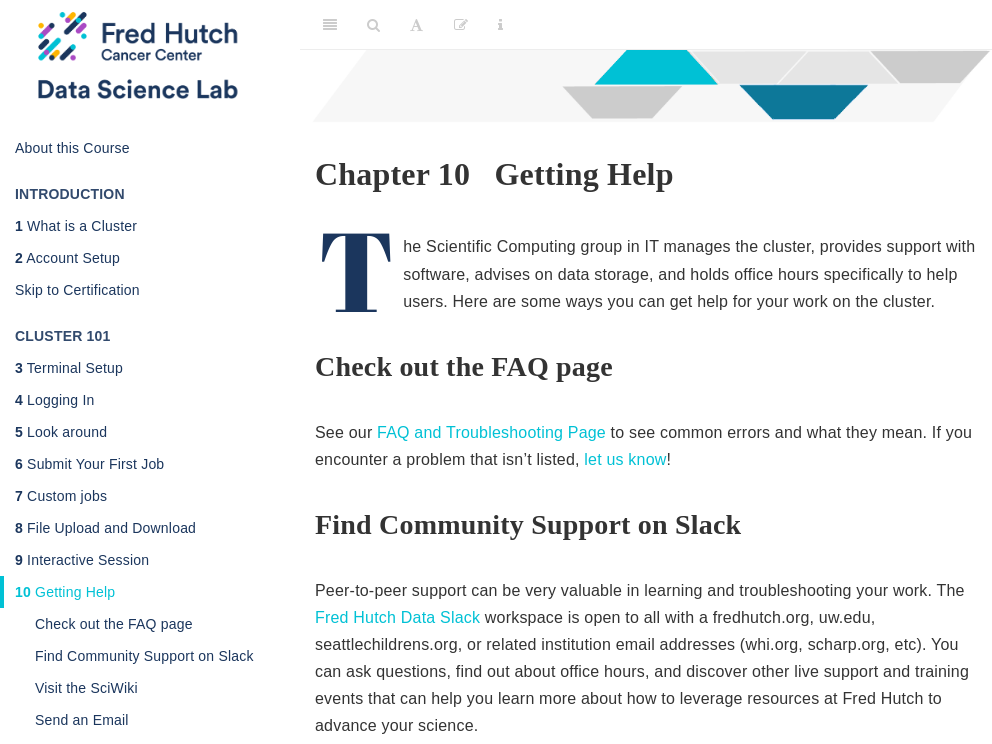 Fred Hutch
Cancer Center
Data Science Lab
About this Course
INTRODUCTION
1 What is a Cluster
2 Account Setup
Skip to Certification
CLUSTER 101
3 Terminal Setup
4 Logging In
5 Look around
6 Submit Your First Job
7 Custom jobs
8 File Upload and Download
9 Interactive Session
10 Getting Help
Check out the FAQ page
Find Community Support on Slack
Visit the SciWiki
Send an Email
Chapter 10 Getting Help
The Scientific Computing group in IT manages the cluster, provides support with
software, advises on data storage, and holds office hours specifically to help
users. Here are some ways you can get help for your work on the cluster.
Check out the FAQ page
See our FAQ and Troubleshooting Page to see common errors and what they mean. If you
encounter a problem that isn’t listed, let us know!
Find Community Support on Slack
Peer-to-peer support can be very valuable in learning and troubleshooting your work. The
Fred Hutch Data Slack workspace is open to all with a fredhutch.org, uw.edu,
seattlechildrens.org, or related institution email addresses (whi.org, scharp.org, etc). You
can ask questions, find out about office hours, and discover other live support and training
events that can help you learn more about how to leverage resources at Fred Hutch to
advance your science.